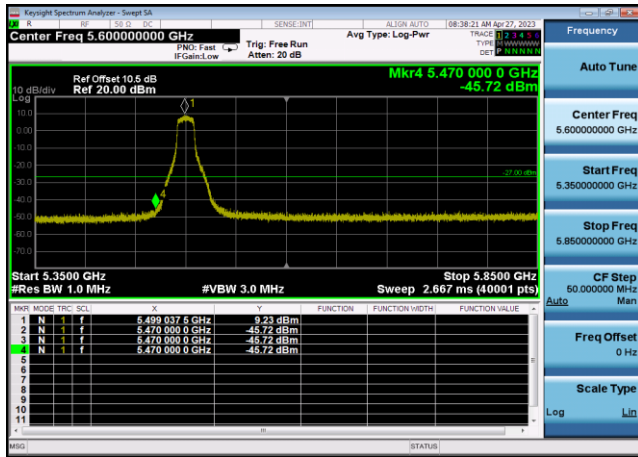 Keysight Spectrum Analyzer - Swept SA
R RF 50 Ω DC SENSE:INT ALIGN AUTO 08:38:21 AM Apr 27, 2023
Center Freq 5.600000000 GHz
PNO: Fast
IFGain:Low
Trig: Free Run
Atten: 20 dB
Avg Type: Log-Pwr
TRACE 1 2 3 4 5 6
TYPE M W W W W W
DET P N N N N N
Ref Offset 10.5 dB
Ref 20.00 dBm
Mkr4 5.470 000 0 GHz
-45.72 dBm
10 dB/div
Log
10.0
0.00
-10.0
-20.0
-30.0
-40.0
-50.0
-60.0
-70.0
1
4
-27.00 dBm
Start 5.3500 GHz
Stop 5.8500 GHz
#Res BW 1.0 MHz
#VBW 3.0 MHz
Sweep 2.667 ms (40001 pts)
MKR MODE TRC SCL X Y FUNCTION FUNCTION WIDTH FUNCTION VALUE
1 N 1 f 5.499 037 5 GHz 9.23 dBm
2 N 1 f 5.470 000 0 GHz -45.72 dBm
3 N 1 f 5.470 000 0 GHz -45.72 dBm
4 N 1 f 5.470 000 0 GHz -45.72 dBm
5
6
7
8
9
10
11
MSG
STATUS
Frequency
Auto Tune
Center Freq
5.600000000 GHz
Start Freq
5.350000000 GHz
Stop Freq
5.850000000 GHz
CF Step
50.000000 MHz
Auto Man
Freq Offset
0 Hz
Scale Type
Log Lin